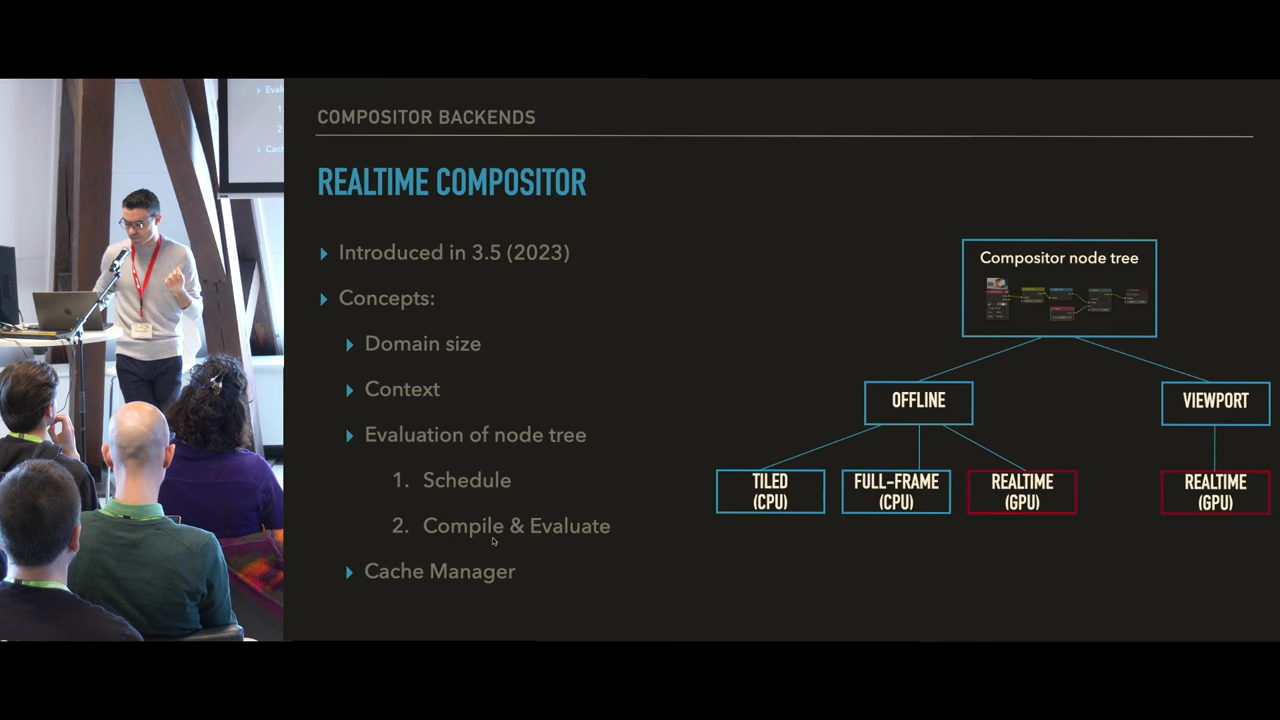 COMPOSITOR BACKENDS
REALTIME COMPOSITOR
Introduced in 3.5 (2023)
Concepts:
Domain size
Context
Evaluation of node tree
1. Schedule
2. Compile & Evaluate
Cache Manager
Compositor node tree
OFFLINE
VIEWPORT
TILED
(CPU)
FULL-FRAME
(CPU)
REALTIME
(GPU)
REALTIME
(GPU)